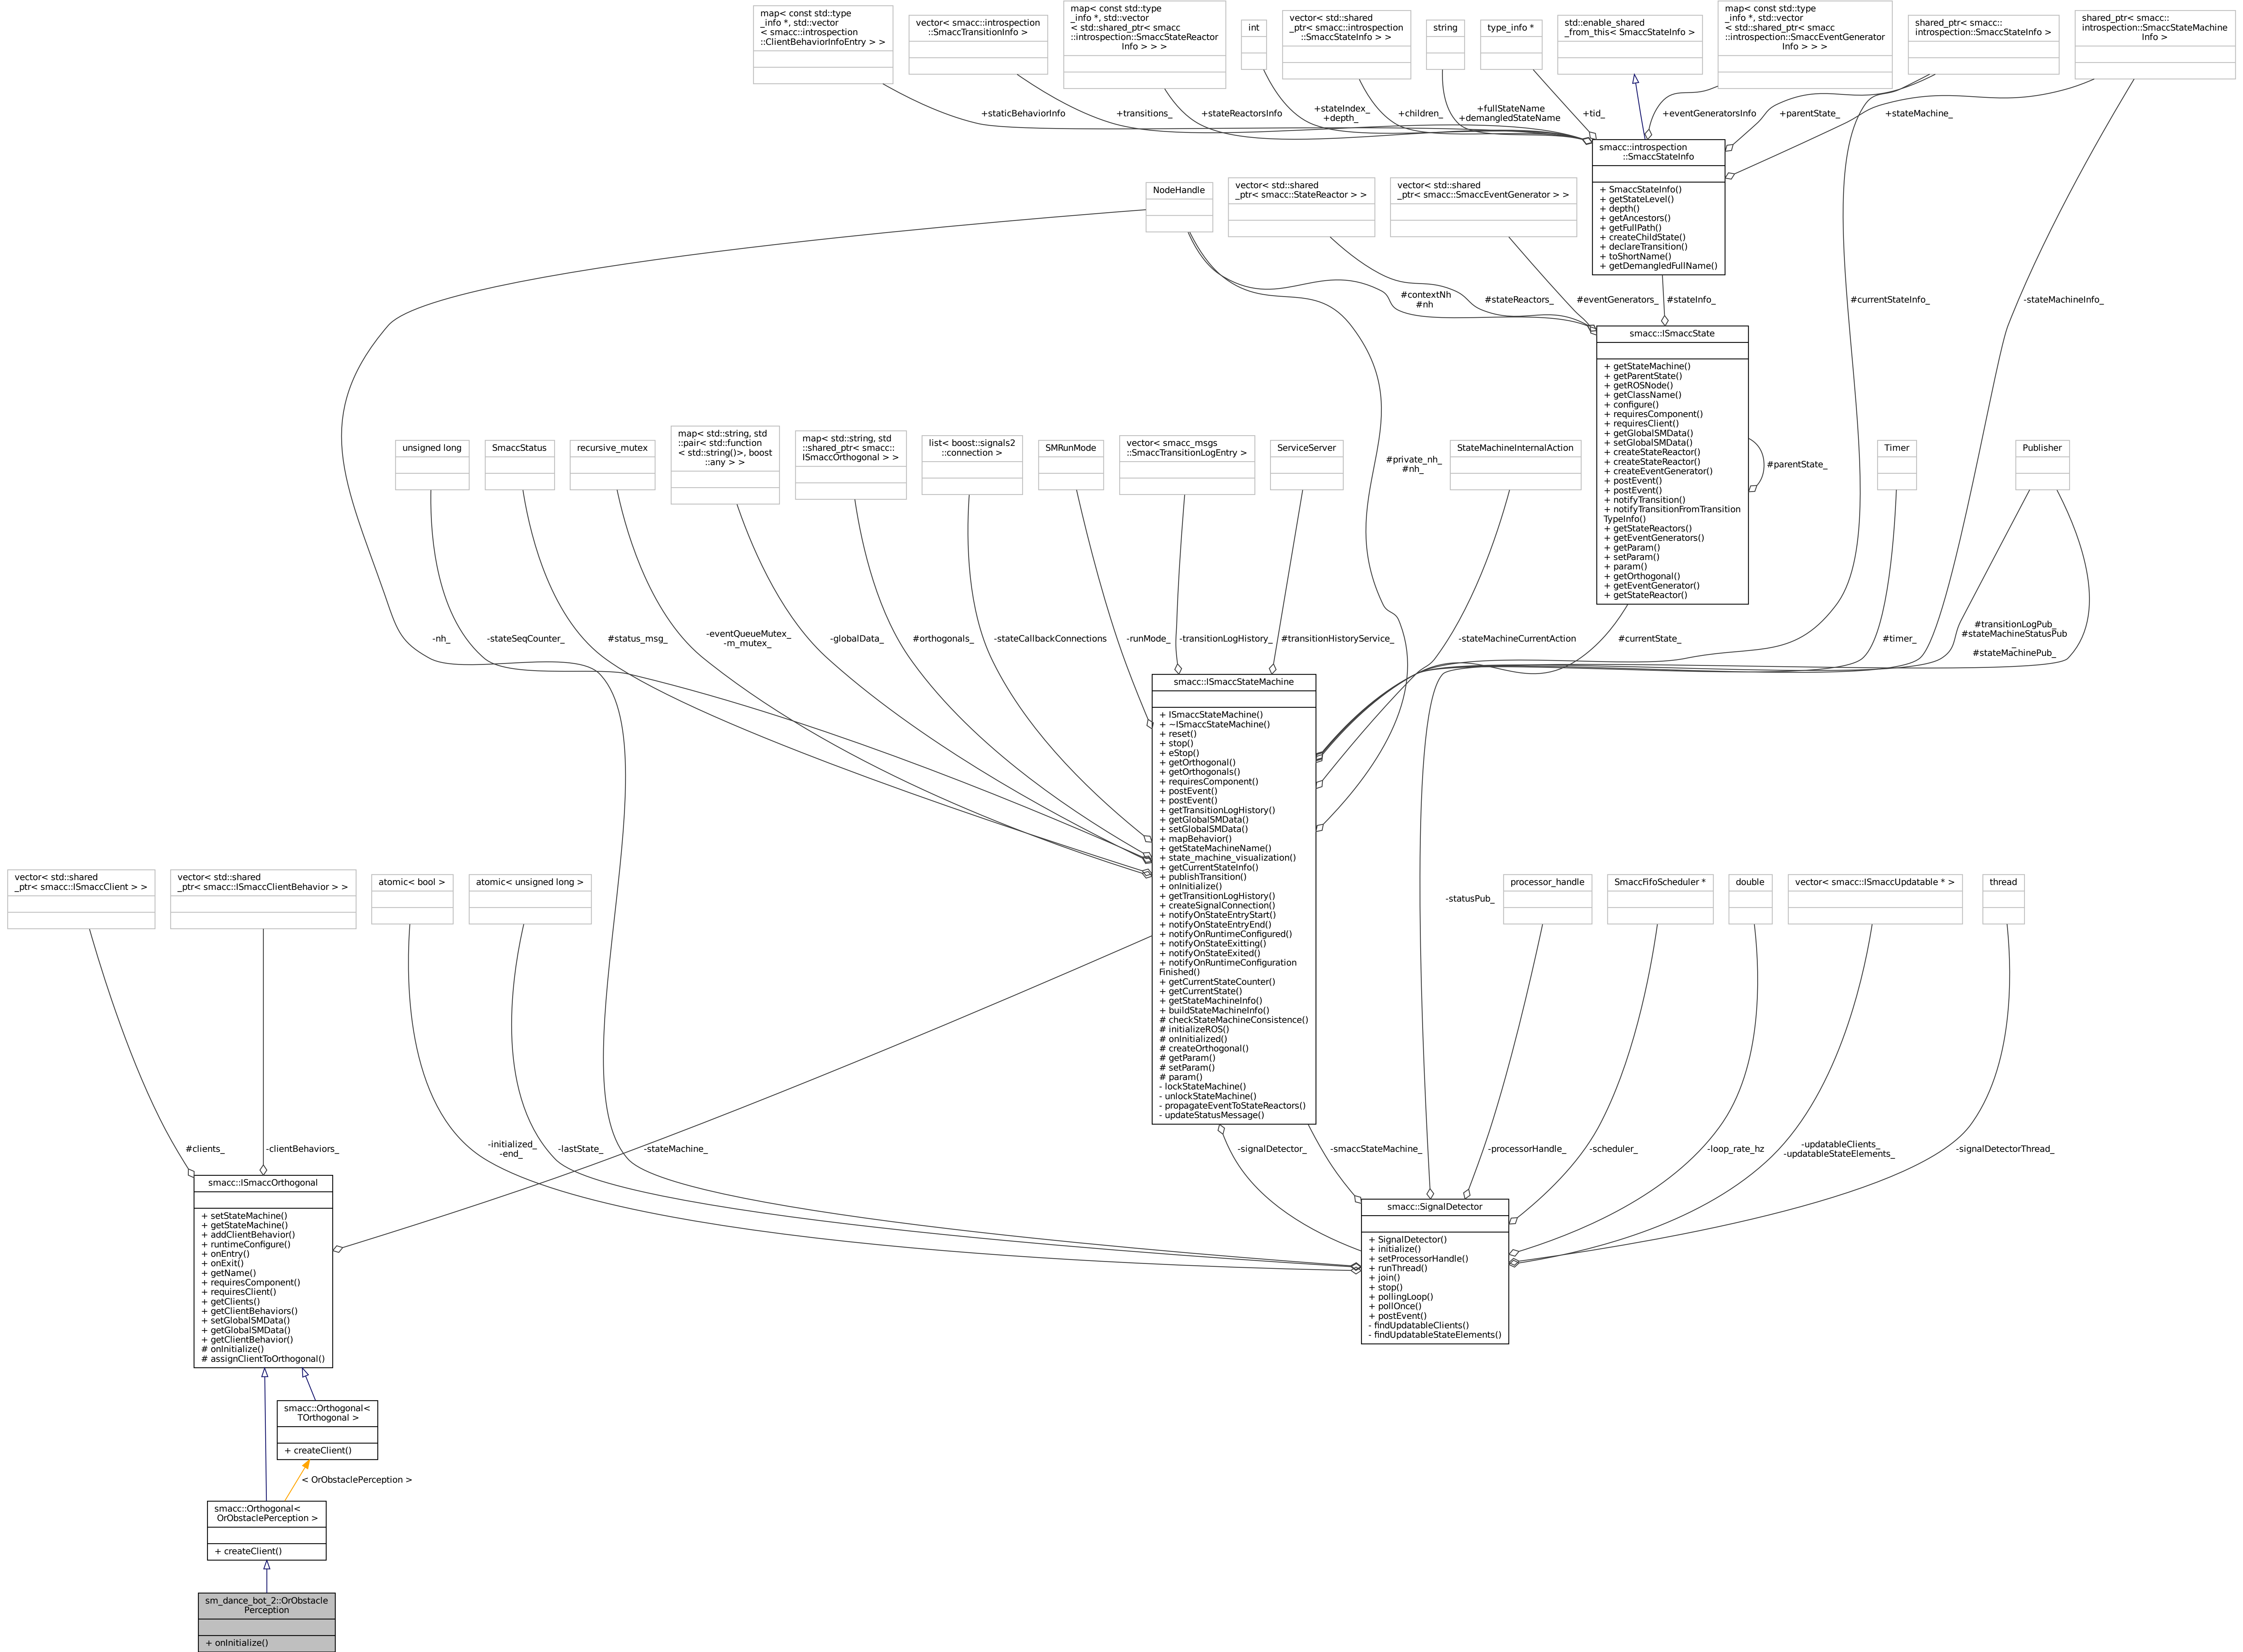 map< const std::type
_info *, std::vector
< smacc::introspection
::ClientBehaviorInfoEntry > >
vector< smacc::introspection
::SmaccTransitionInfo >
map< const std::type
_info *, std::vector
< std::shared_ptr< smacc
::introspection::SmaccStateReactor
Info > > >
int
vector< std::shared
_ptr< smacc::introspection
::SmaccStateInfo > >
string
type_info *
std::enable_shared
_from_this< SmaccStateInfo >
map< const std::type
_info *, std::vector
< std::shared_ptr< smacc
::introspection::SmaccEventGenerator
Info > > >
shared_ptr< smacc::
introspection::SmaccStateInfo >
shared_ptr< smacc::
introspection::SmaccStateMachine
Info >
+staticBehaviorInfo
+transitions_
+stateReactorsInfo
+stateIndex_
+depth_
+children_
+fullStateName
+demangledStateName
+tid_
+eventGeneratorsInfo
+parentState_
+stateMachine_
smacc::introspection
::SmaccStateInfo
+ SmaccStateInfo()
+ getStateLevel()
+ depth()
+ getAncestors()
+ getFullPath()
+ createChildState()
+ declareTransition()
+ toShortName()
+ getDemangledFullName()
NodeHandle
vector< std::shared
_ptr< smacc::StateReactor > >
vector< std::shared
_ptr< smacc::SmaccEventGenerator > >
#contextNh
#nh
#stateReactors_
#eventGenerators_
#stateInfo_
#currentStateInfo_
-stateMachineInfo_
smacc::ISmaccState
+ getStateMachine()
+ getParentState()
+ getROSNode()
+ getClassName()
+ configure()
+ requiresComponent()
+ requiresClient()
+ getGlobalSMData()
+ setGlobalSMData()
+ createStateReactor()
+ createStateReactor()
+ createEventGenerator()
+ postEvent()
+ postEvent()
+ notifyTransition()
+ notifyTransitionFromTransition
TypeInfo()
+ getStateReactors()
+ getEventGenerators()
+ getParam()
+ setParam()
+ param()
+ getOrthogonal()
+ getEventGenerator()
+ getStateReactor()
#parentState_
unsigned long
SmaccStatus
recursive_mutex
map< std::string, std
::pair< std::function
< std::string()>, boost
::any > >
map< std::string, std
::shared_ptr< smacc::
ISmaccOrthogonal > >
list< boost::signals2
::connection >
SMRunMode
vector< smacc_msgs
::SmaccTransitionLogEntry >
ServiceServer
#private_nh_
#nh_
StateMachineInternalAction
Timer
Publisher
-nh_
-stateSeqCounter_
#status_msg_
-eventQueueMutex_
-m_mutex_
-globalData_
#orthogonals_
-stateCallbackConnections
-runMode_
-transitionLogHistory_
#transitionHistoryService_
-stateMachineCurrentAction
#currentState_
#timer_
#transitionLogPub_
#stateMachineStatusPub
_
#stateMachinePub_
smacc::ISmaccStateMachine
+ ISmaccStateMachine()
+ ~ISmaccStateMachine()
+ reset()
+ stop()
+ eStop()
+ getOrthogonal()
+ getOrthogonals()
+ requiresComponent()
+ postEvent()
+ postEvent()
+ getTransitionLogHistory()
+ getGlobalSMData()
+ setGlobalSMData()
+ mapBehavior()
+ getStateMachineName()
+ state_machine_visualization()
+ getCurrentStateInfo()
+ publishTransition()
+ onInitialize()
+ getTransitionLogHistory()
+ createSignalConnection()
+ notifyOnStateEntryStart()
+ notifyOnStateEntryEnd()
+ notifyOnRuntimeConfigured()
+ notifyOnStateExitting()
+ notifyOnStateExited()
+ notifyOnRuntimeConfiguration
Finished()
+ getCurrentStateCounter()
+ getCurrentState()
+ getStateMachineInfo()
+ buildStateMachineInfo()
# checkStateMachineConsistence()
# initializeROS()
# onInitialized()
# createOrthogonal()
# getParam()
# setParam()
# param()
- lockStateMachine()
- unlockStateMachine()
- propagateEventToStateReactors()
- updateStatusMessage()
vector< std::shared
_ptr< smacc::ISmaccClient > >
vector< std::shared
_ptr< smacc::ISmaccClientBehavior > >
atomic< bool >
atomic< unsigned long >
-statusPub_
processor_handle
SmaccFifoScheduler *
double
vector< smacc::ISmaccUpdatable * >
thread
#clients_
-clientBehaviors_
-initialized_
-end_
-lastState_
-stateMachine_
-signalDetector_
-smaccStateMachine_
-processorHandle_
-scheduler_
-loop_rate_hz
-updatableClients_
-updatableStateElements_
-signalDetectorThread_
smacc::ISmaccOrthogonal
+ setStateMachine()
+ getStateMachine()
+ addClientBehavior()
+ runtimeConfigure()
+ onEntry()
+ onExit()
+ getName()
+ requiresComponent()
+ requiresClient()
+ getClients()
+ getClientBehaviors()
+ setGlobalSMData()
+ getGlobalSMData()
+ getClientBehavior()
# onInitialize()
# assignClientToOrthogonal()
smacc::SignalDetector
+ SignalDetector()
+ initialize()
+ setProcessorHandle()
+ runThread()
+ join()
+ stop()
+ pollingLoop()
+ pollOnce()
+ postEvent()
- findUpdatableClients()
- findUpdatableStateElements()
smacc::Orthogonal<
TOrthogonal >
+ createClient()
< OrObstaclePerception >
smacc::Orthogonal<
OrObstaclePerception >
+ createClient()
sm_dance_bot_2::OrObstacle
Perception
+ onInitialize()